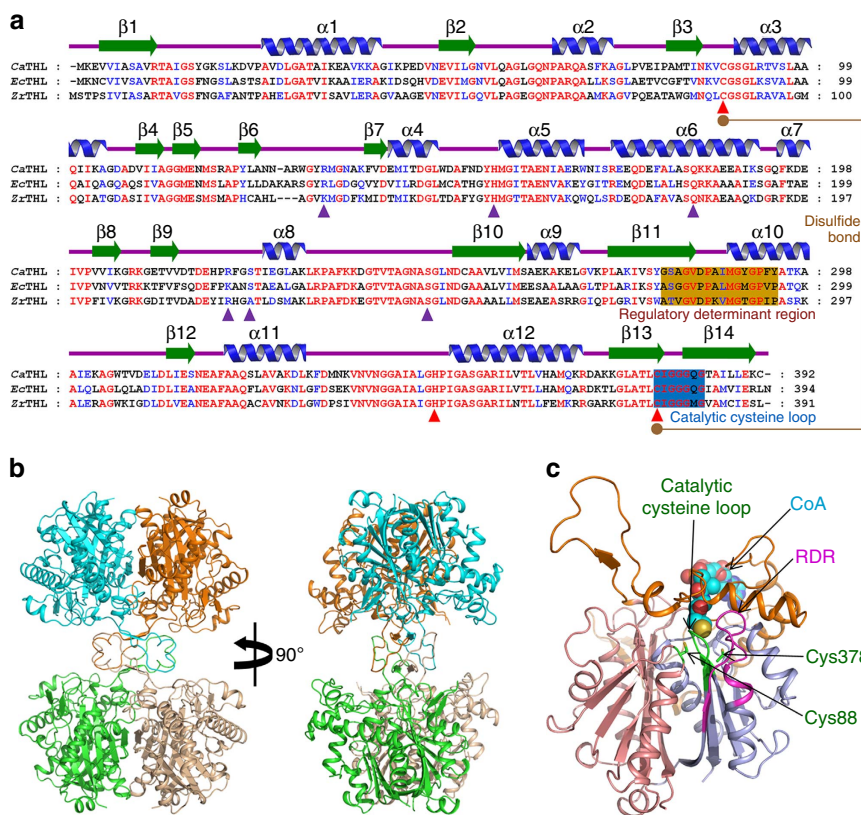 a
β1 α1 β2 α2 β3 α3
CaTHL : -MKEVVIASAVRTAIGSYGKSLKDVPAVDLGATAIKEAVKKAGIKPEDVNEVILGNVLQAGLGQNPARQASFKAGLPVEIPAMTINKVCGSGLRTVSLAA : 99
EcTHL : -MKNCVIVSAVRTAIGSFNGSLASTSAIDLGATVIKAAIERAKIDSQHVDEVIMGNVLQAGLGQNPARQALLKSGLAETVCGFTVNKVCGSGLKSVALAA : 99
ZrTHL : MSTPSIVIASARTAVGSFNGAFANTPAHELGATVISAVLERAGVAAGEVNEVILGQVLPAGEGQNPARQAAMKAGVPQEATAWGMNQLCGSGLRAVALGM : 100
β4 β5 β6 β7 α4 α5 α6 α7
CaTHL : QQIIKAGDADVIIAGGMENMSRAPYLANN-ARWGYRMGNAKFVDEMITDGLWDAFNDYHMGITAENIAERWNISREEQDEFALASQKKAEEAIKSGQFKDE : 198
EcTHL : QAIQAGQAQSIVAGGMENMSLAPYLLDAKARSGYRLGDGQVYDVILRDGLMCATHGYHMGITAENVAKEYGITREMQDELALHSQRKAAAAIESGAFTAE : 199
ZrTHL : QQIATGDASIIVAGGMESMSMAPHCAHL---AGVKMGDFKMIDTMIKDGLTDAFYGYHMGTTAENVAKQWQLSRDEQDAFAVASQNKAEAAQKDGRFKDE : 197
Disulfide
bond
β8 β9 α8 β10 α9 β11 α10
CaTHL : IVPVVIKGRKGETVVDTDEHPRFGSTIEGLAKLKPAFKKDGTVTAGNASGLNDCAAVLVIMSAEKAKELGVKPLAKIVSYGSAGVDPAIMGYGPFYATKA : 298
EcTHL : IVPVNVVTRKKTFVFSQDEFPKANSTAEALGALRPAFDKAGTVTAGNASGINDGAAALVIMEESAALAAGLTPLARIKSYASGGVPPALMGMGPVPATQK : 299
ZrTHL : IVPFIVKGRKGDITVDADEYIRHGATLDSMAKLRPAFDKEGTVTAGNASGLNDGAAAALLMSEAEASRRGIQPLGRIVSWATVGVDPKVMGTGPIPASRK : 297
Regulatory determinant region
β12 α11 α12 β13 β14
CaTHL : AIEKAGWTVDELDLIESNEAFAAQSLAVAKDLKFDMNKVNVNGGAIALGHPIGASGARILVTLVHAMQKRDAKKGLATLCIGGGQGTAILLEKC- : 392
EcTHL : ALQLAGLQLADIDLIEANEAFAAQFLAVGKNLGFDSEKVNVNGGAIALGHPIGASGARILVTLLHAMQARDKTLGLATLCIGGGQGIAMVIERLN : 394
ZrTHL : ALERAGWKIGDLDLVEANEAFAAQACAVNKDLGWDPSIVNVNGGAIAIGHPIGASGARILNTLLFEMKRRGARKGLATLCIGGGMGVAMCIESL- : 391
Catalytic cysteine loop
b
90°
c
Catalytic
cysteine loop
CoA
RDR
Cys378
Cys88